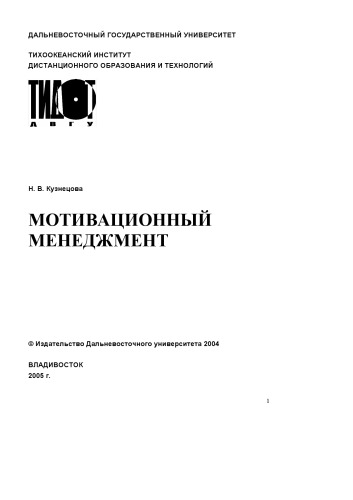 ДАЛЬНЕВОСТОЧНЫЙ ГОСУДАРСТВЕННЫЙ УНИВЕРСИТЕТ
ТИХООКЕАНСКИЙ ИНСТИТУТ
ДИСТАНЦИОННОГО ОБРАЗОВАНИЯ И ТЕХНОЛОГИЙ
ТИДОТ
ДВГУ
Н. В. Кузнецова
МОТИВАЦИОННЫЙ
МЕНЕДЖМЕНТ
© Издательство Дальневосточного университета 2004
ВЛАДИВОСТОК
2005 г.
1